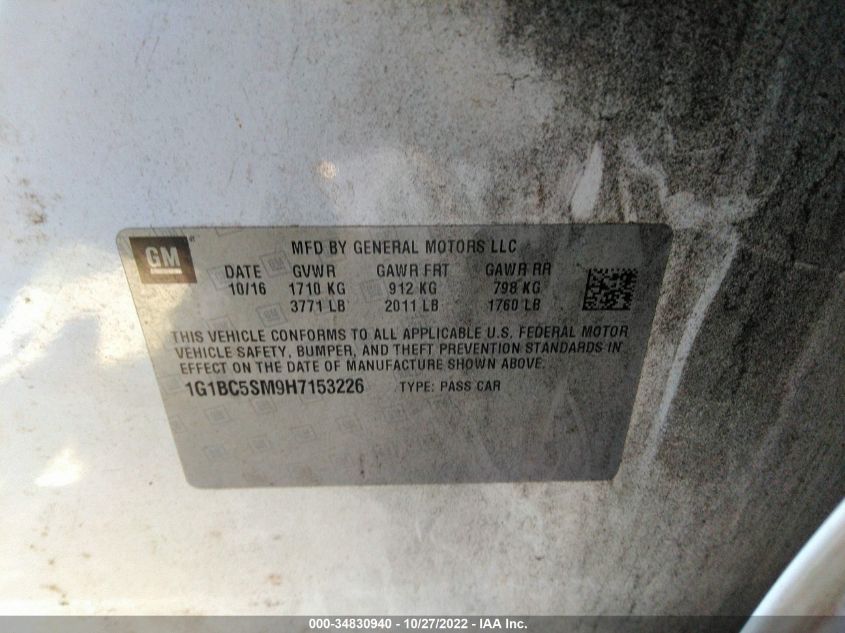 GM
MFD BY GENERAL MOTORS LLC
DATE GVWR GAWR FRT GAWR RR
10/16 1710 KG 912 KG 798 KG
3771 LB 2011 LB 1760 LB
THIS VEHICLE CONFORMS TO ALL APPLICABLE U.S. FEDERAL MOTOR
VEHICLE SAFETY, BUMPER, AND THEFT PREVENTION STANDARDS IN
EFFECT ON THE DATE OF MANUFACTURE SHOWN ABOVE.
1G1BC5SM9H7153226 TYPE: PASS CAR
000-34830940 - 10/27/2022 - IAA Inc.